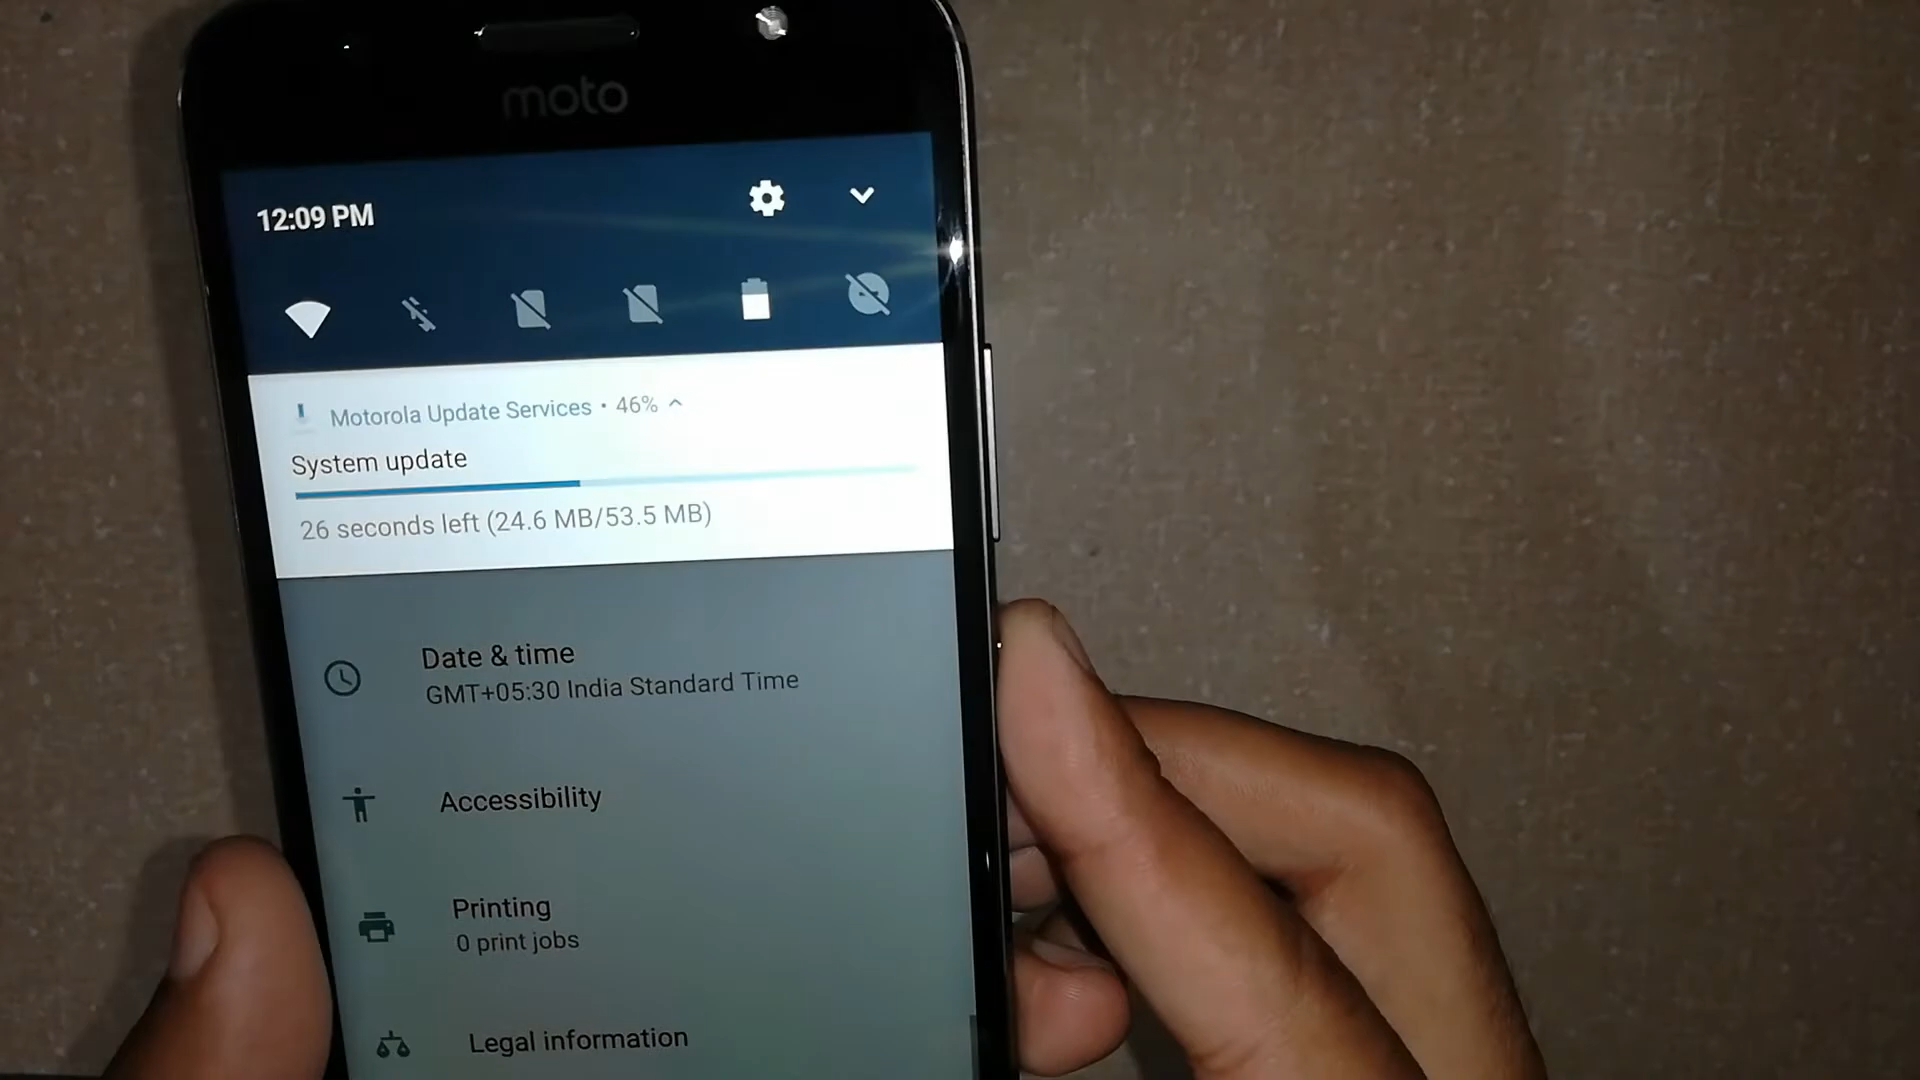 moto
12:09 PM
Motorola Update Services • 46%
System update
26 seconds left (24.6 MB/53.5 MB)
Date & time
GMT+05:30 India Standard Time
Accessibility
Printing
0 print jobs
Legal information